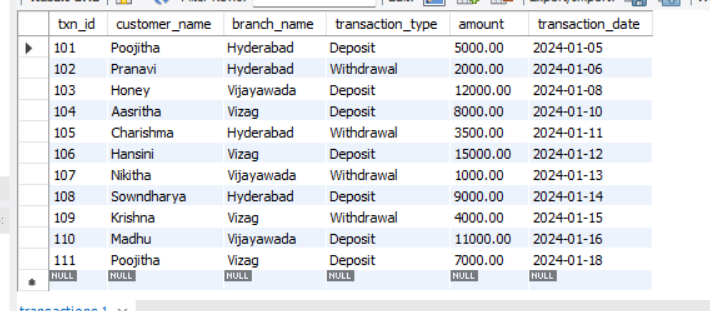 txn_id customer_name branch_name transaction_type amount transaction_date
101 Poojitha Hyderabad Deposit 5000.00 2024-01-05
102 Pranavi Hyderabad Withdrawal 2000.00 2024-01-06
103 Honey Vijayawada Deposit 12000.00 2024-01-08
104 Aasritha Vizag Deposit 8000.00 2024-01-10
105 Charishma Hyderabad Withdrawal 3500.00 2024-01-11
106 Hansini Vizag Deposit 15000.00 2024-01-12
107 Nikitha Vijayawada Withdrawal 1000.00 2024-01-13
108 Sowndharya Hyderabad Deposit 9000.00 2024-01-14
109 Krishna Vizag Withdrawal 4000.00 2024-01-15
110 Madhu Vijayawada Deposit 11000.00 2024-01-16
111 Poojitha Vizag Deposit 7000.00 2024-01-18
NULL NULL NULL NULL NULL NULL
transactions 1